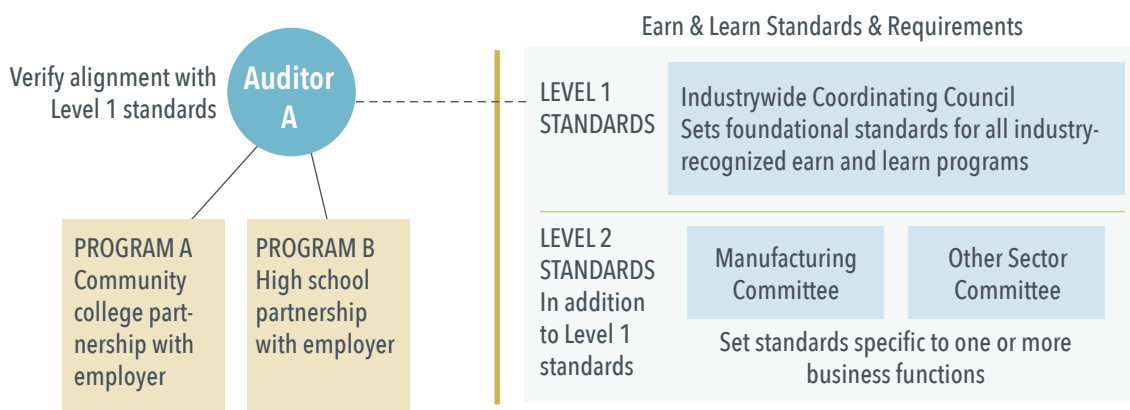 Verify alignment with
Level 1 standards
Auditor
A
PROGRAM A
Community
college part-
nership with
employer
PROGRAM B
High school
partnership
with employer
Earn & Learn Standards & Requirements
LEVEL 1
STANDARDS
Industrywide Coordinating Council
Sets foundational standards for all industry-
recognized earn and learn programs
LEVEL 2
STANDARDS
In addition
to Level 1
standards
Manufacturing
Committee
Other Sector
Committee
Set standards specific to one or more
business functions